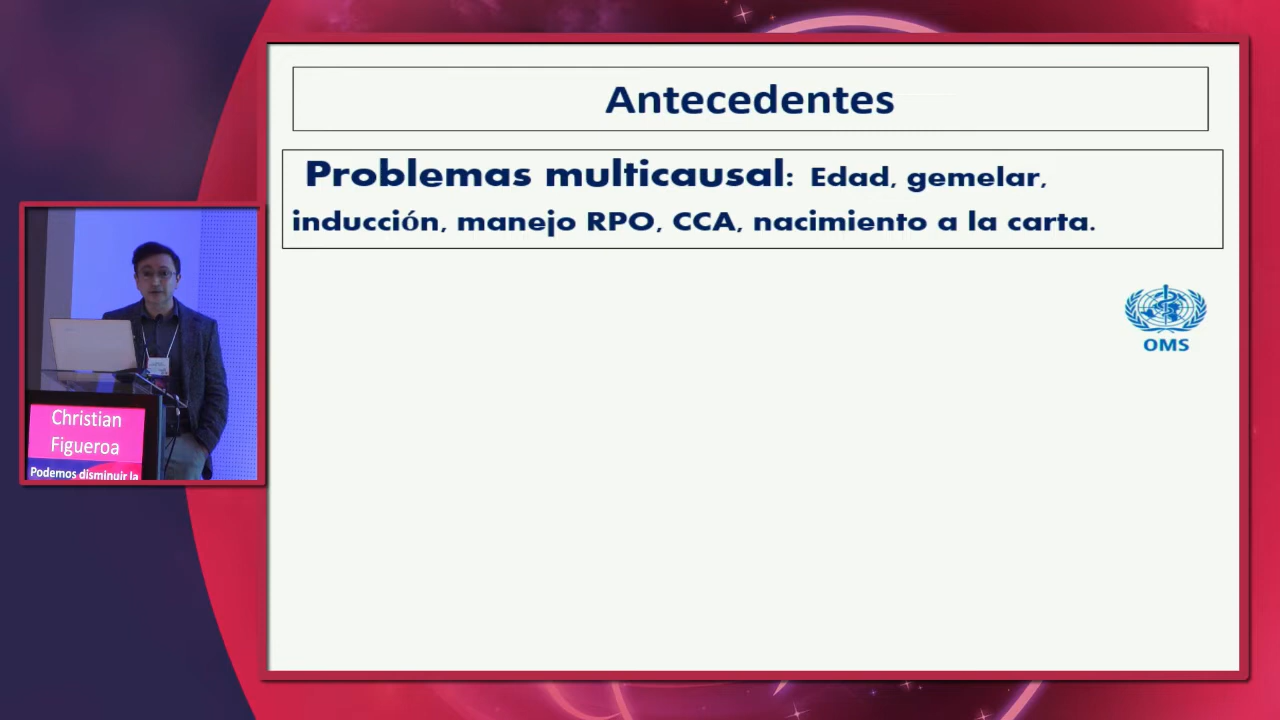 Antecedentes
Problemas multicausal: Edad, gemelar,
inducción, manejo RPO, CCA, nacimiento a la carta.
OMS
Christian
Figueroa
Podemos disminuir la